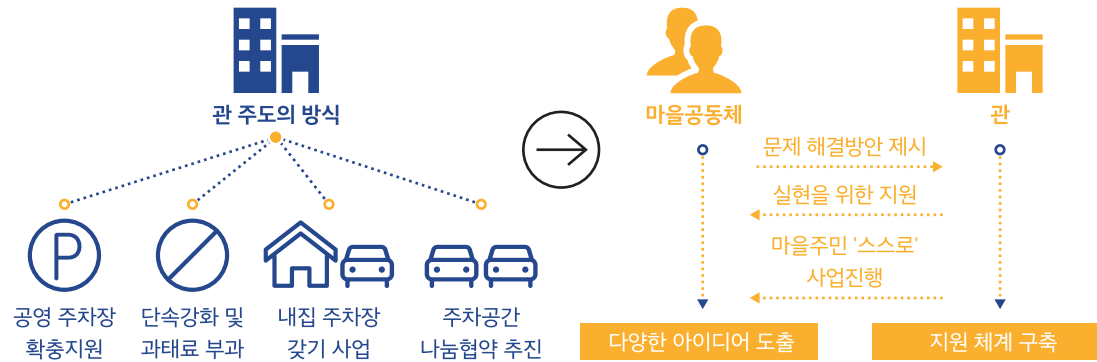 관 주도의 방식
P
공영 주차장
확충지원
단속강화 및
과태료 부과
내집 주차장
갖기 사업
주차공간
나눔협약 추진
마을공동체
관
문제 해결방안 제시
실현을 위한 지원
마을주민 '스스로'
사업진행
다양한 아이디어 도출
지원 체계 구축